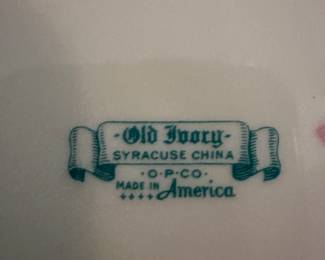 -Old Ivory-
SYRACUSE CHINA
·O·P·CO·
MADE IN America
++++